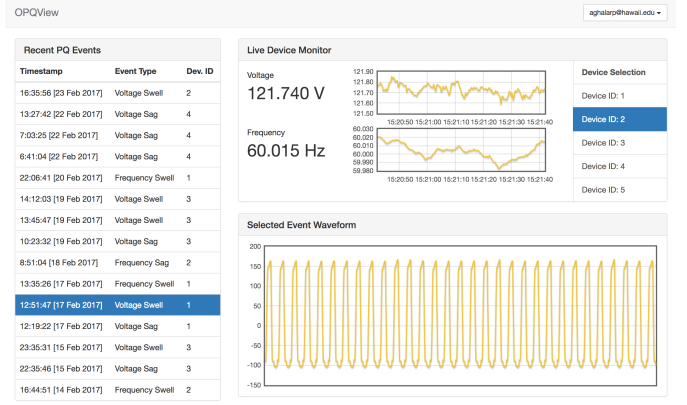 OPQView
aghalarp@hawaii.edu
Recent PQ Events
Timestamp Event Type Dev. ID
16:35:56 [23 Feb 2017] Voltage Swell 2
13:27:42 [22 Feb 2017] Voltage Sag 4
7:03:25 [22 Feb 2017] Voltage Sag 4
6:41:04 [22 Feb 2017] Voltage Sag 4
22:06:41 [20 Feb 2017] Frequency Swell 1
14:12:03 [19 Feb 2017] Voltage Swell 3
13:45:47 [19 Feb 2017] Voltage Swell 3
10:23:32 [19 Feb 2017] Voltage Sag 3
8:51:04 [18 Feb 2017] Frequency Sag 2
13:35:26 [17 Feb 2017] Frequency Swell 1
12:51:47 [17 Feb 2017] Voltage Swell 1
12:19:22 [17 Feb 2017] Voltage Sag 1
23:35:31 [15 Feb 2017] Voltage Swell 3
22:35:46 [15 Feb 2017] Voltage Sag 3
16:44:51 [14 Feb 2017] Frequency Swell 2
Live Device Monitor
Voltage
121.740 V
121.90
121.80
121.70
121.60
121.50
15:20:50 15:21:00 15:21:10 15:21:20 15:21:30 15:21:40
Frequency
60.015 Hz
60.030
60.020
60.010
60.000
59.990
59.980
15:20:50 15:21:00 15:21:10 15:21:20 15:21:30 15:21:40
Device Selection
Device ID: 1
Device ID: 2
Device ID: 3
Device ID: 4
Device ID: 5
Selected Event Waveform
200
150
100
50
0
-50
-100
-150